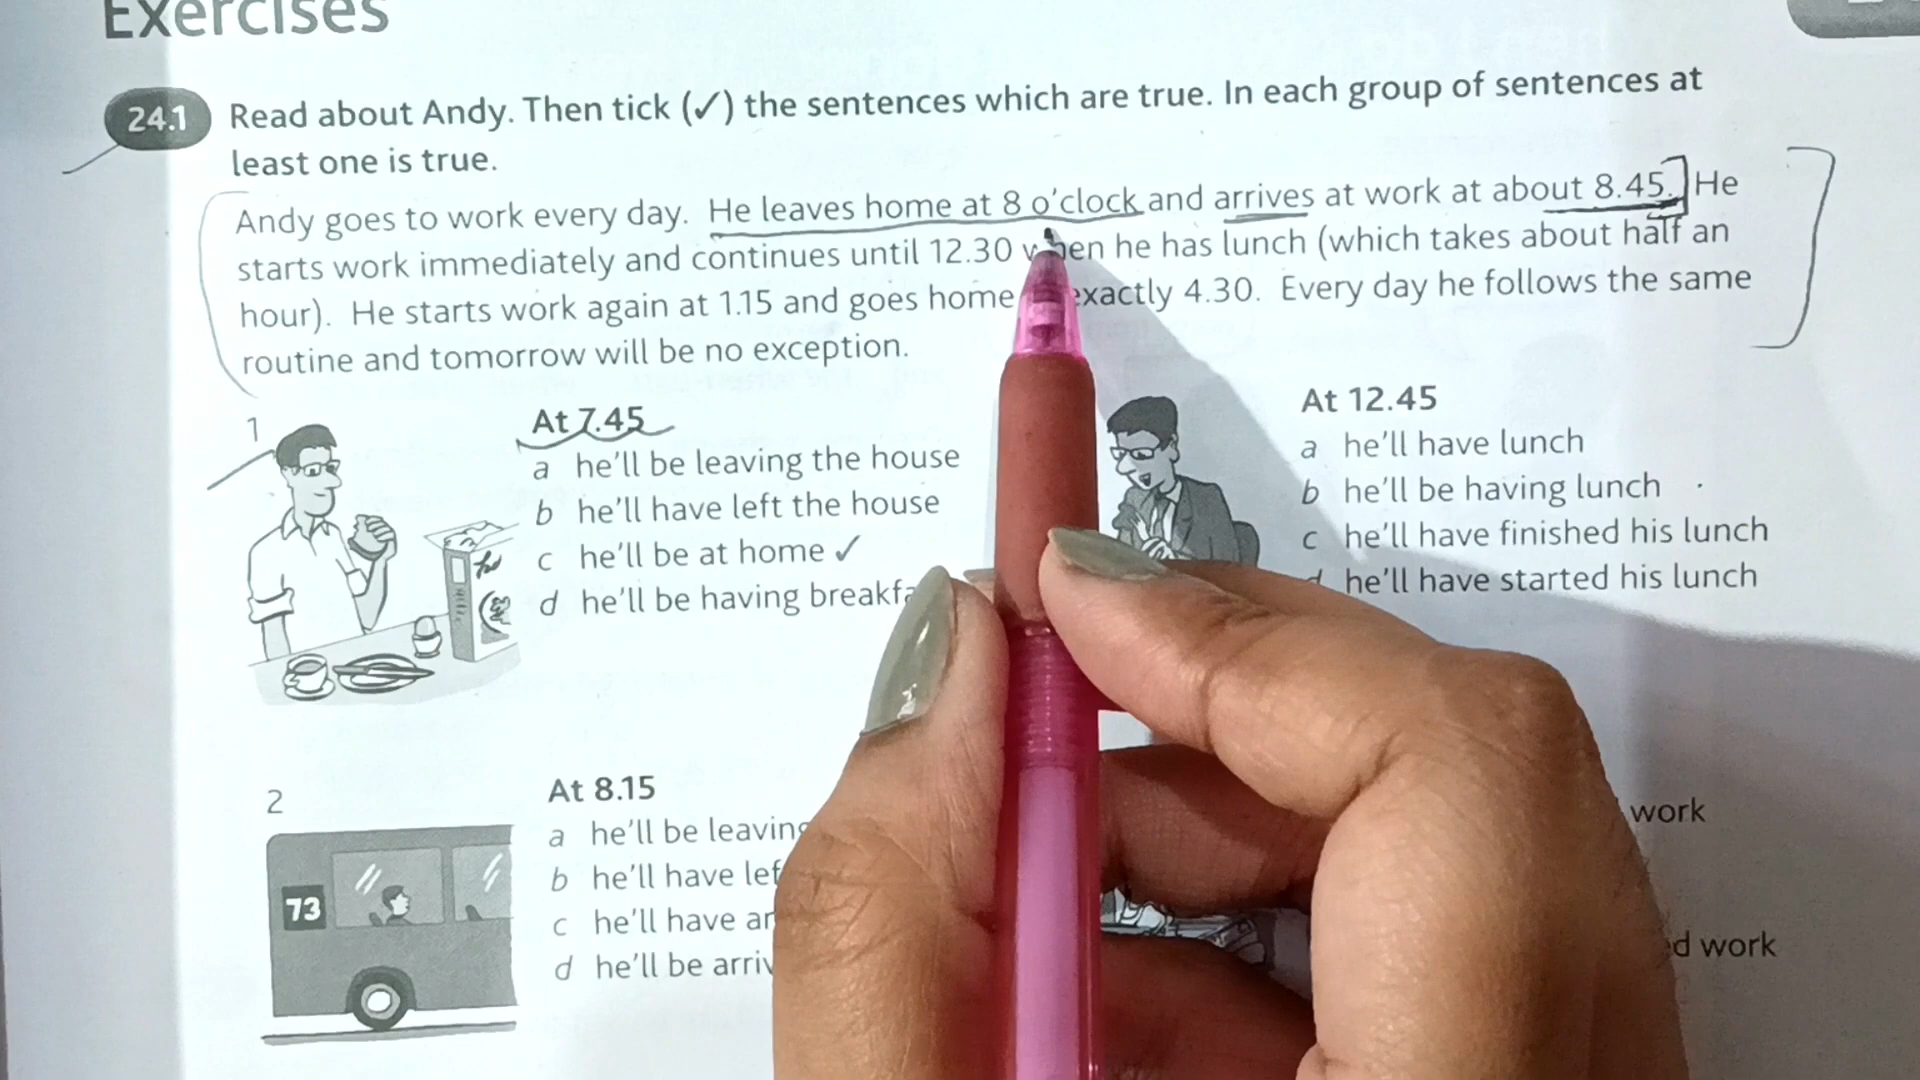 Exercises
24.1 Read about Andy. Then tick (✓) the sentences which are true. In each group of sentences at
least one is true.
Andy goes to work every day. He leaves home at 8 o'clock and arrives at work at about 8.45. He
starts work immediately and continues until 12.30 when he has lunch (which takes about half an
hour). He starts work again at 1.15 and goes home exactly 4.30. Every day he follows the same
routine and tomorrow will be no exception.
1
At 7.45
a he'll be leaving the house
b he'll have left the house
c he'll be at home ✓
d he'll be having
2
73
At 8.15
a he'll be
b he'll have
c he'll have
d he'll be
At 12.45
a he'll have lunch
b he'll be having lunch
c he'll have finished his lunch
he'll have started his lunch
work
work